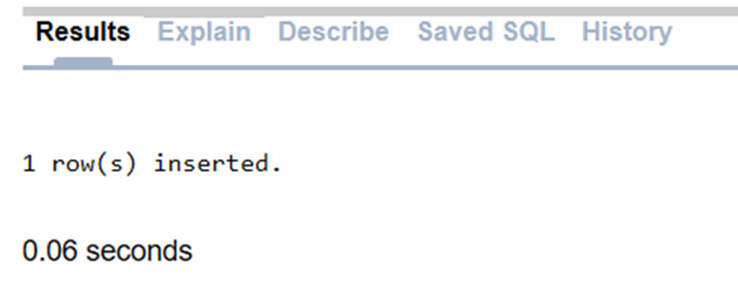 Results Explain Describe Saved SQL History
1 row(s) inserted.
0.06 seconds